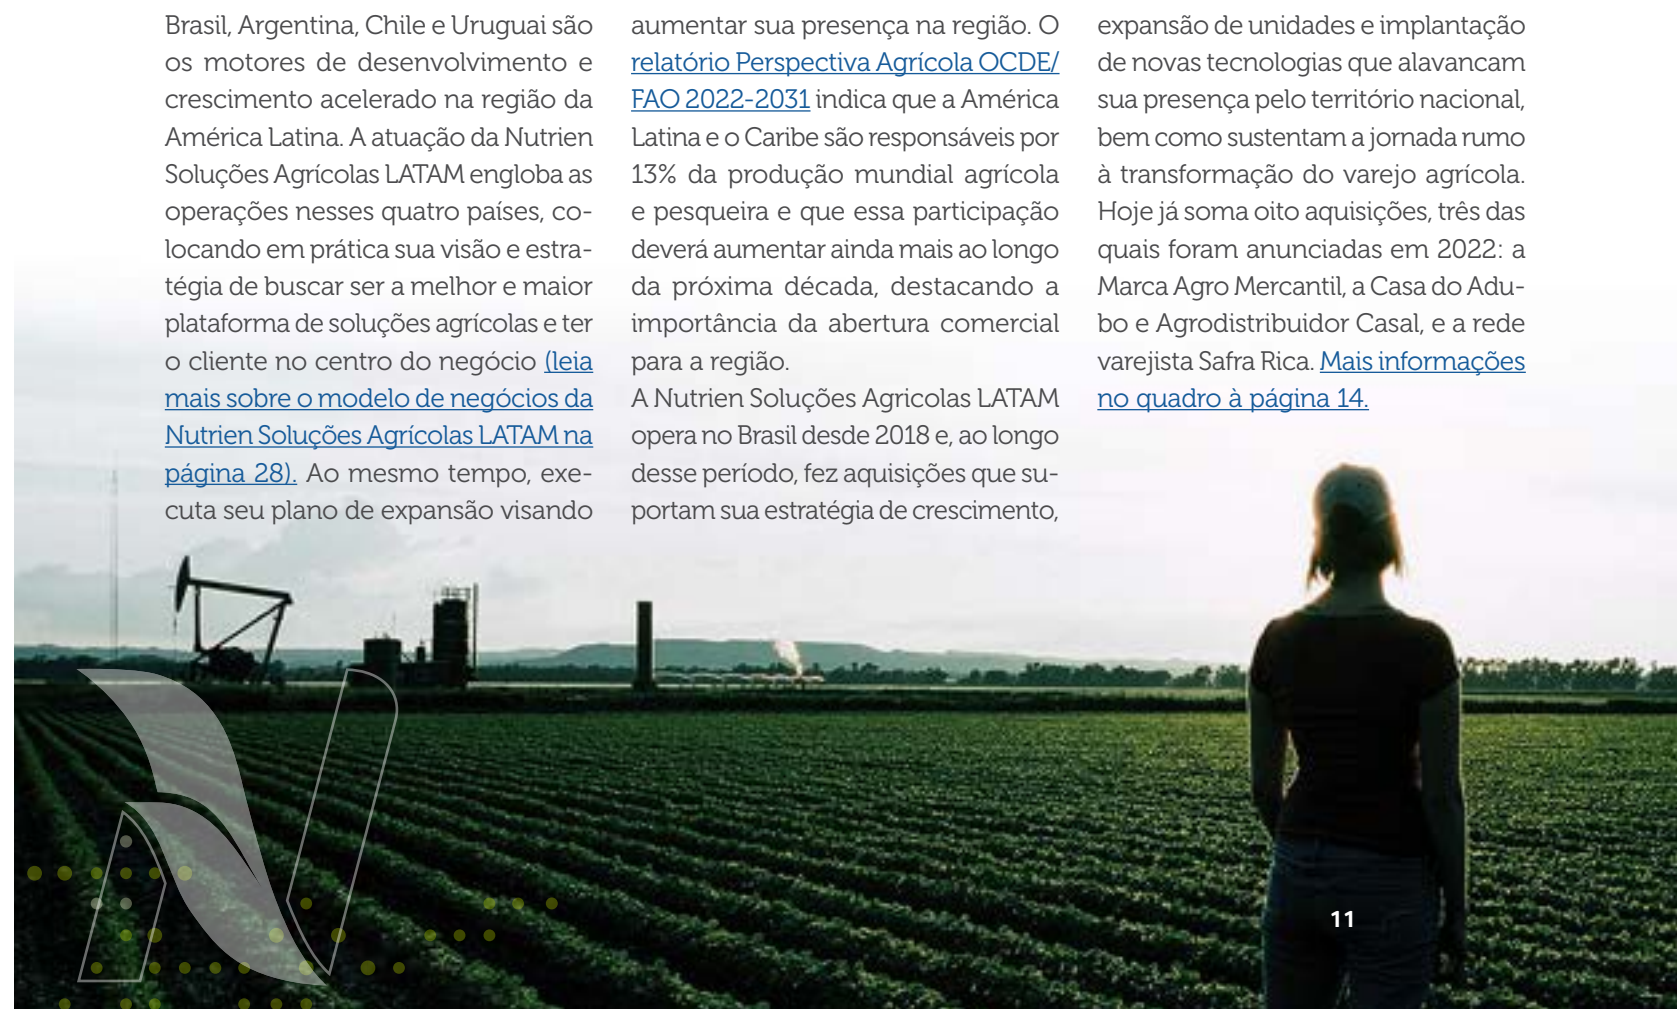 Brasil, Argentina, Chile e Uruguai são
os motores de desenvolvimento e
crescimento acelerado na região da
América Latina. A atuação da Nutrien
Soluções Agrícolas LATAM engloba as
operações nesses quatro países, co-
locando em prática sua visão e estra-
tégia de buscar ser a melhor e maior
plataforma de soluções agrícolas e ter
o cliente no centro do negócio (leia
mais sobre o modelo de negócios da
Nutrien Soluções Agrícolas LATAM na
página 28). Ao mesmo tempo, exe-
cuta seu plano de expansão visando
aumentar sua presença na região. O
relatório Perspectiva Agrícola OCDE/
FAO 2022-2031 indica que a América
Latina e o Caribe são responsáveis por
13% da produção mundial agrícola
e pesqueira e que essa participação
deverá aumentar ainda mais ao longo
da próxima década, destacando a
importância da abertura comercial
para a região.
A Nutrien Soluções Agricolas LATAM
opera no Brasil desde 2018 e, ao longo
desse período, fez aquisições que su-
portam sua estratégia de crescimento,
expansão de unidades e implantação
de novas tecnologias que alavancam
sua presença pelo território nacional,
bem como sustentam a jornada rumo
à transformação do varejo agrícola.
Hoje já soma oito aquisições, três das
quais foram anunciadas em 2022: a
Marca Agro Mercantil, a Casa do Adu-
bo e Agrodistribuidor Casal, e a rede
varejista Safra Rica. Mais informações
no quadro à página 14.
11